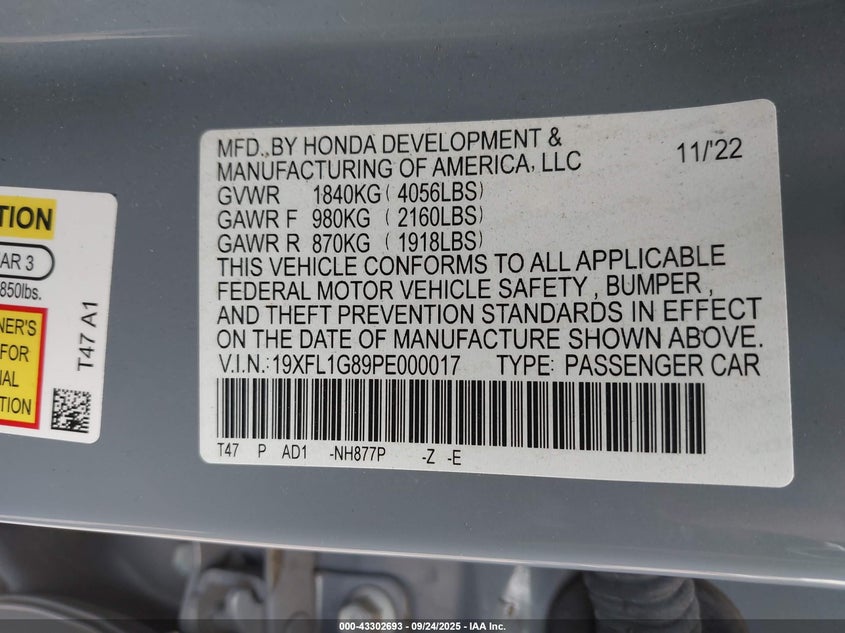 MFD. BY HONDA DEVELOPMENT &
MANUFACTURING OF AMERICA, LLC
11/'22
GVWR 1840KG ( 4056LBS)
GAWR F 980KG ( 2160LBS)
GAWR R 870KG ( 1918LBS)
THIS VEHICLE CONFORMS TO ALL APPLICABLE
FEDERAL MOTOR VEHICLE SAFETY , BUMPER ,
AND THEFT PREVENTION STANDARDS IN EFFECT
ON THE DATE OF MANUFACTURE SHOWN ABOVE.
V.I.N.: 19XFL1G89PE000017 TYPE: PASSENGER CAR
T47 P AD1 -NH877P -Z -E
TION
AR 3
850lbs.
NER'S
FOR
IAL
TION
T47 A1
000-43302693 - 09/24/2025 - IAA Inc.